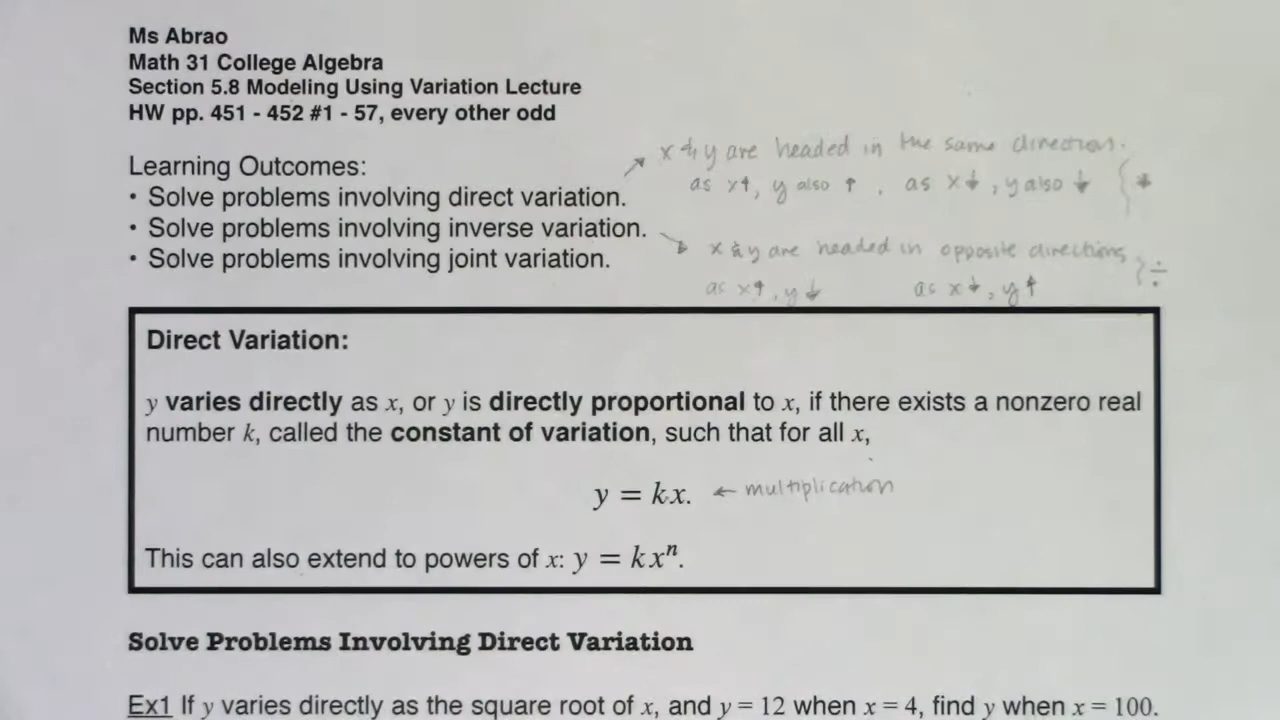 Ms Abrao
Math 31 College Algebra
Section 5.8 Modeling Using Variation Lecture
HW pp. 451 - 452 #1 - 57, every other odd
Learning Outcomes:
• Solve problems involving direct variation.
• Solve problems involving inverse variation.
• Solve problems involving joint variation.
↗ x & y are headed in the same direction.
as x↑, y also ↑, as x↓, y also ↓ } *
↘ x & y are headed in opposite directions
as x↑, y↓ as x↓, y↑ } ÷
Direct Variation:
y varies directly as x, or y is directly proportional to x, if there exists a nonzero real
number k, called the constant of variation, such that for all x,
y = kx. ← multiplication
This can also extend to powers of x: y = kxⁿ.
Solve Problems Involving Direct Variation
Ex1 If y varies directly as the square root of x, and y = 12 when x = 4, find y when x = 100.